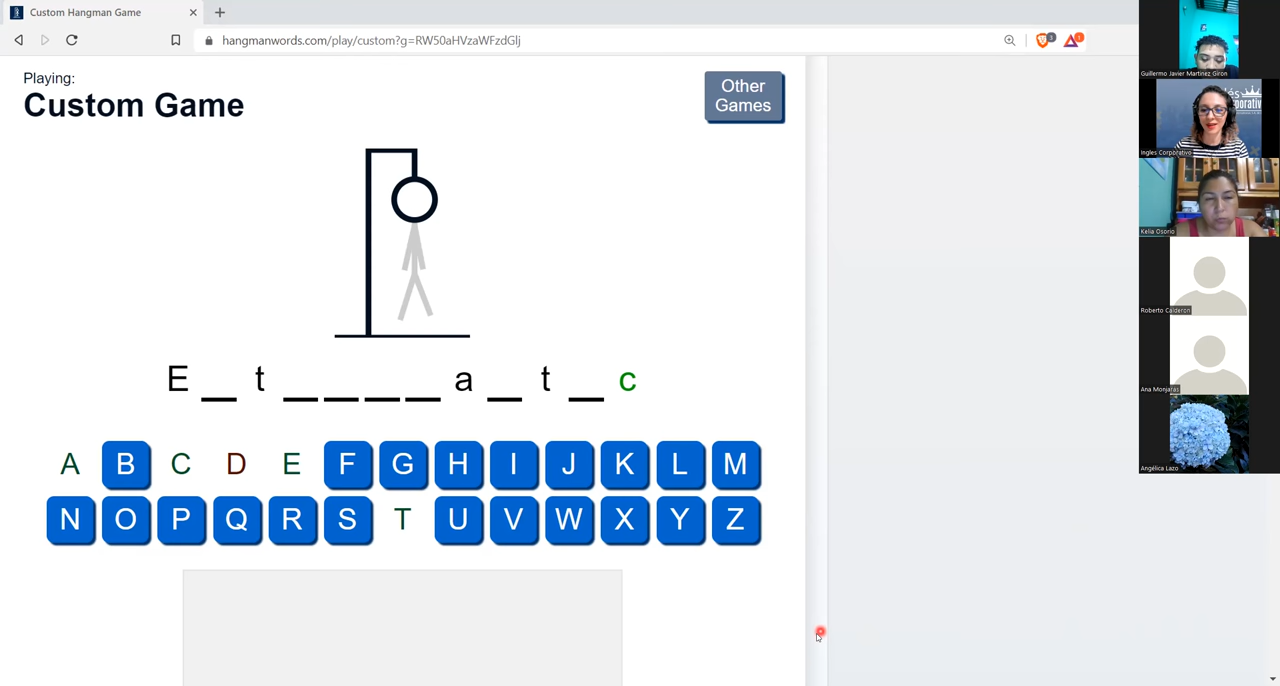 Custom Hangman Game
hangmanwords.com/play/custom?g=RW50aHVzaWFzdGlj
Playing:
Custom Game
Other
Games
E _ t _ _ _ _ a _ t _ c
A B C D E F G H I J K L M
N O P Q R S T U V W X Y Z
Guillermo Javier Martinez Giron
Ingles Corporativo
Kelia Osorio
Roberto Calderon
Ana Monjaras
Angélica Lazo